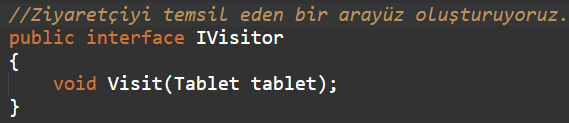 //Ziyaretçiyi temsil eden bir arayüz oluşturuyoruz.
public interface IVisitor
{
    void Visit(Tablet tablet);
}